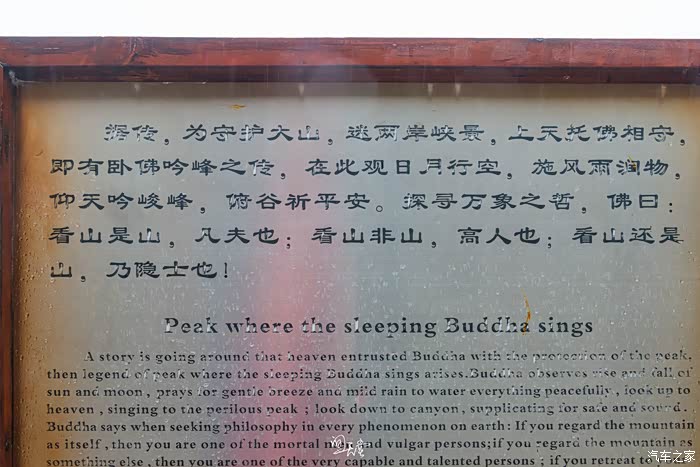 据传，为守护大山，迷两岸峡景，上天托佛相守，
即有卧佛吟峰之传，在此观日月行空，施风雨润物，
仰天吟峻峰，俯谷祈平安。探寻万象之哲，佛曰：
看山是山，凡夫也；看山非山，高人也；看山还是
山，乃隐士也！
Peak where the sleeping Buddha sings
A story is going around that heaven entrusted Buddha with the protection of the peak,
then legend of peak where the sleeping Buddha sings arises.Buddha observes rise and fall of
sun and moon , prays for gentle breeze and mild rain to water everything peacefully , look up to
heaven , singing to the perilous peak ; look down to canyon, supplicating for safe and sound .
Buddha says when seeking philosophy in every phenomenon on earth: If you regard the mountain
as itself , then you are one of the mortal and vulgar persons;if you regard the mountain as
something else , then you are one of the very capable and talented persons ; if you retreat to
汽车之家